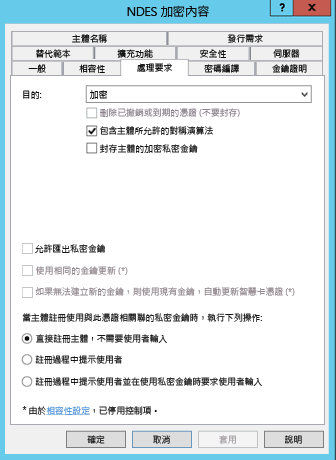 NDES 加密內容
?
x
主體名稱
發行需求
替代範本
擴充功能
安全性
伺服器
一般
相容性
處理要求
密碼編譯
金鑰證明
目的:
加密
刪除已撤銷或到期的憑證 (不要封存)
包含主體所允許的對稱演算法
封存主體的加密私密金鑰
允許匯出私密金鑰
使用相同的金鑰更新 (*)
如果無法建立新的金鑰，則使用現有金鑰，自動更新智慧卡憑證 (*)
當主體註冊使用與此憑證相關聯的私密金鑰時，執行下列操作:
直接註冊主體，不需要使用者輸入
註冊過程中提示使用者
註冊過程中提示使用者並在使用私密金鑰時要求使用者輸入
* 由於相容性設定，已停用控制項。
確定
取消
套用
說明